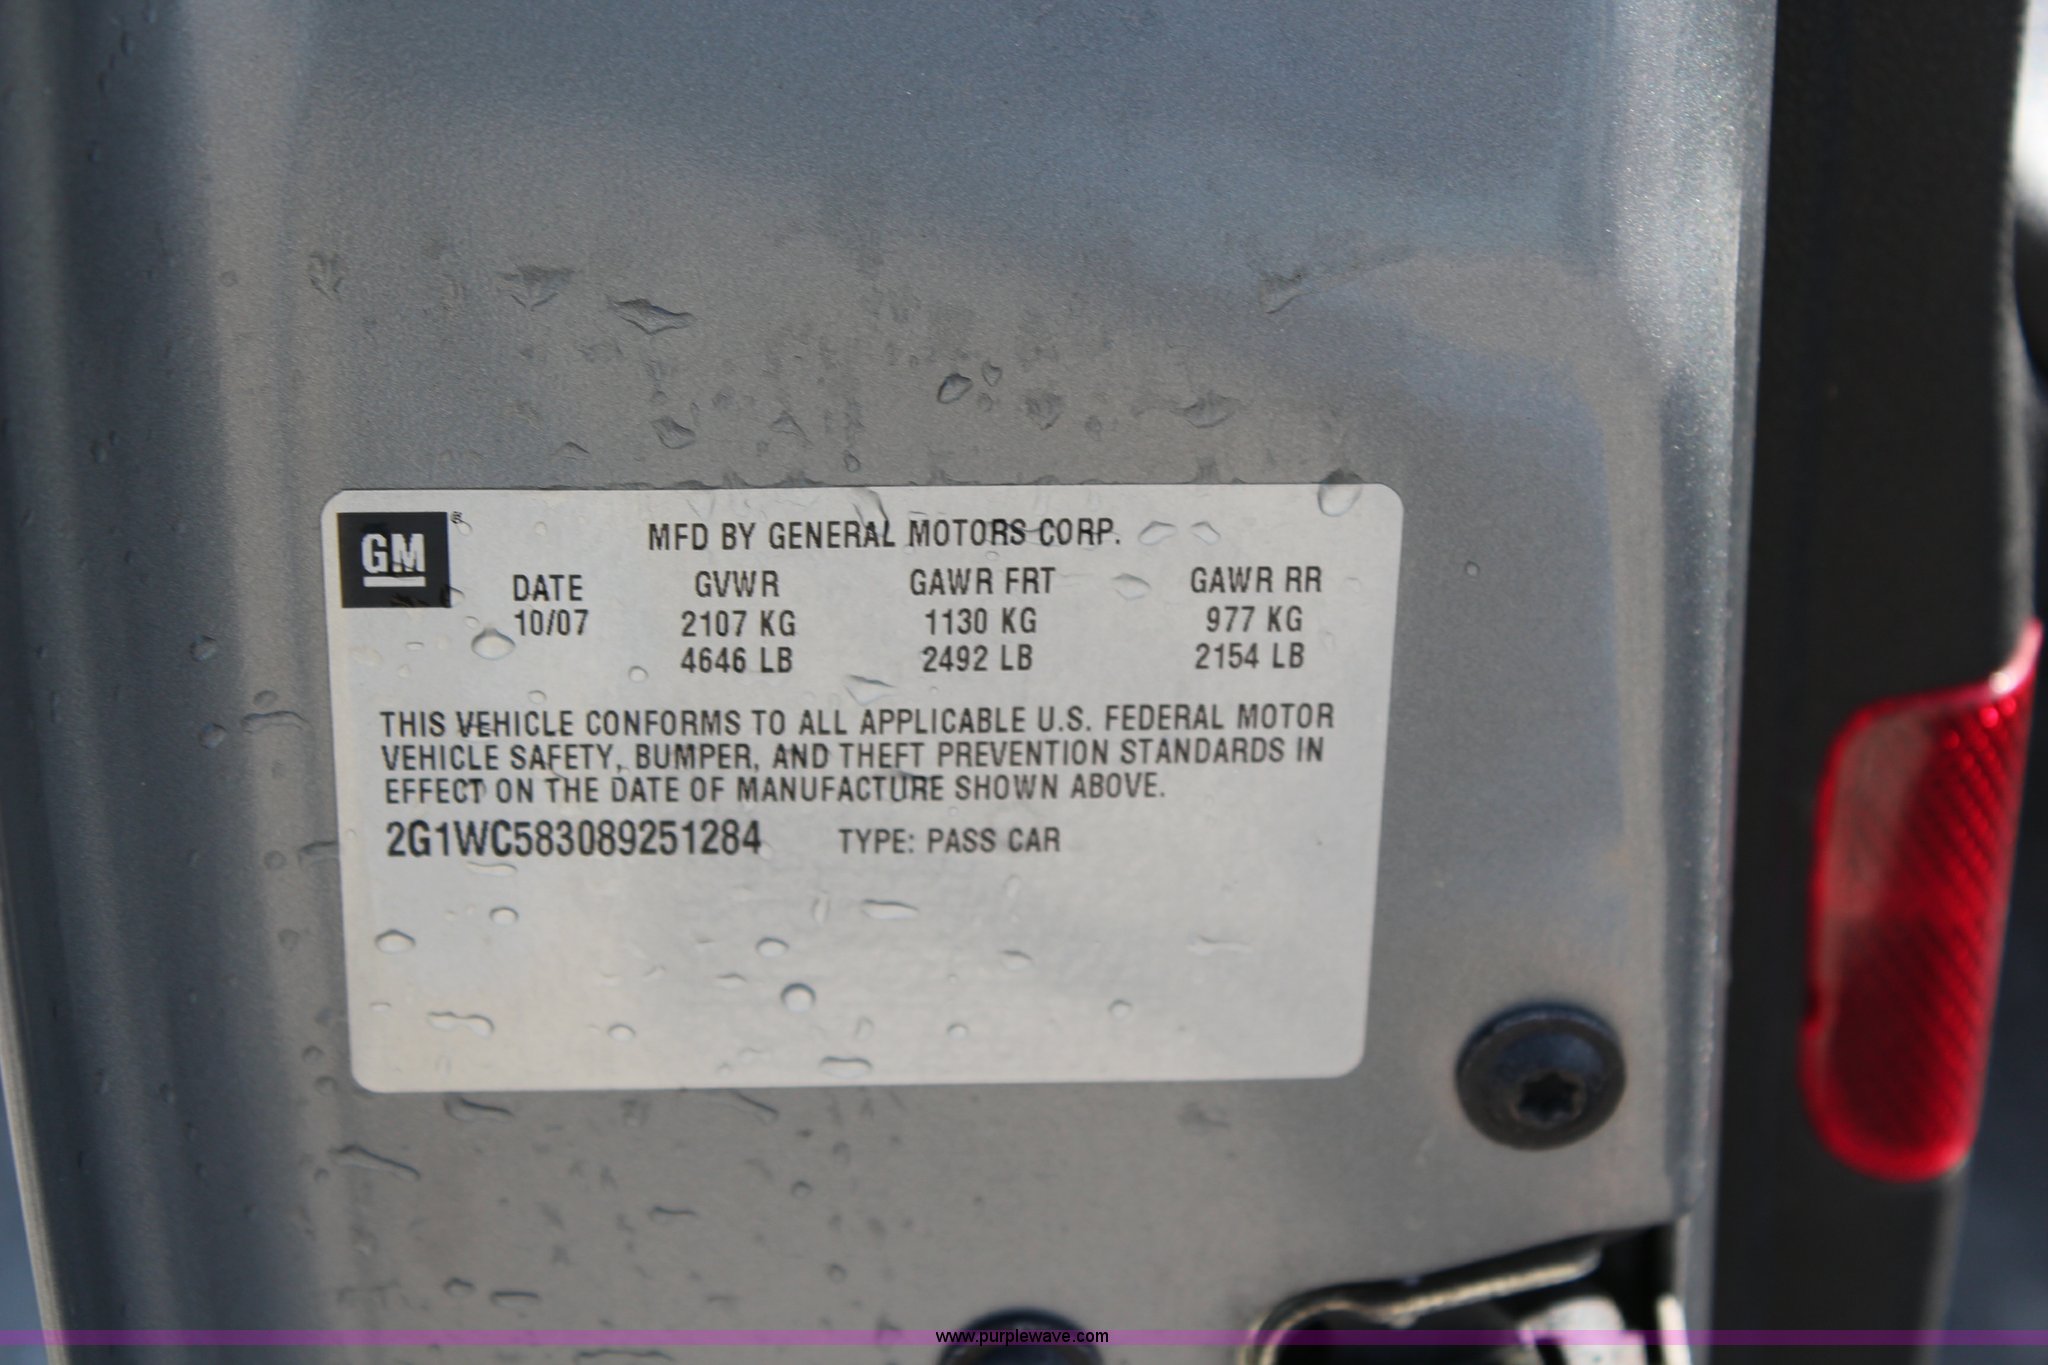 GM®
MFD BY GENERAL MOTORS CORP.
DATE GVWR GAWR FRT GAWR RR
10/07 2107 KG 1130 KG 977 KG
4646 LB 2492 LB 2154 LB
THIS VEHICLE CONFORMS TO ALL APPLICABLE U.S. FEDERAL MOTOR
VEHICLE SAFETY, BUMPER, AND THEFT PREVENTION STANDARDS IN
EFFECT ON THE DATE OF MANUFACTURE SHOWN ABOVE.
2G1WC583089251284 TYPE: PASS CAR
www.purplewave.com